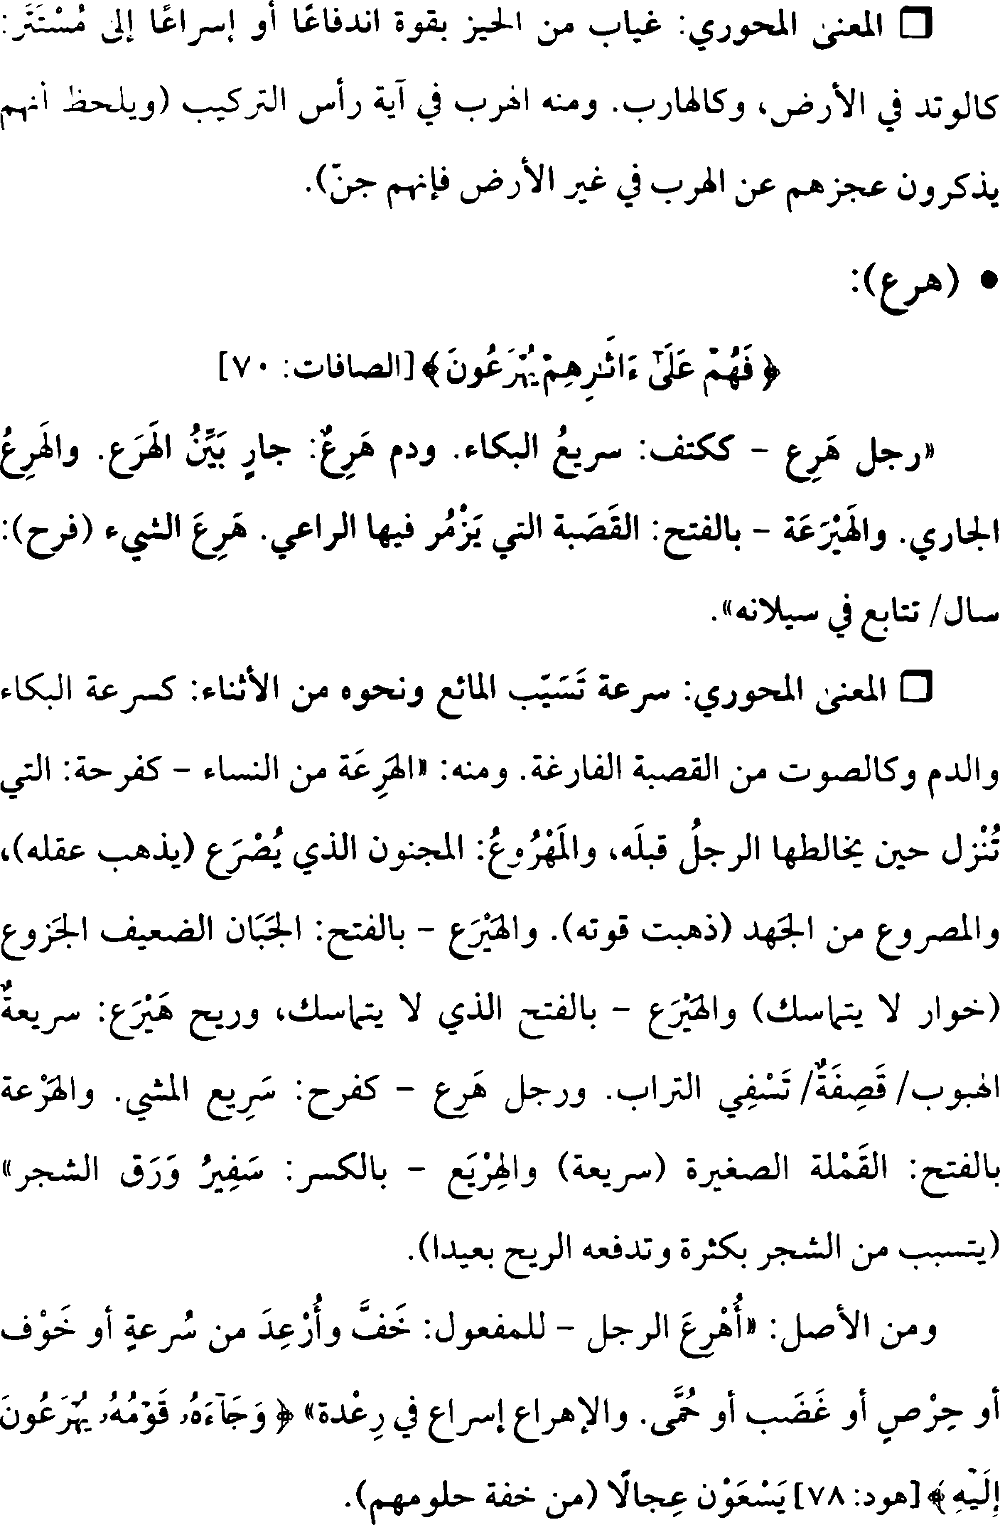 ❒ المعنى المحوري: غياب من الحيز بقوة اندفاعًا أو إسراعًا إلى مُسْتَتَر:
كالوتد في الأرض، وكالهارب. ومنه الهرب في آية رأس التركيب (ويلحظ أنهم
يذكرون عجزهم عن الهرب في غير الأرض فإنهم جنّ).
• (هرع):
﴿ فَهُمْ عَلَىٰٓ ءَاثَٰرِهِمْ يُهْرَعُونَ ﴾ [الصافات: ٧٠]
«رجل هَرِع – ككتف: سريعُ البكاء. ودم هَرِعٌ: جارٍ بَيِّنُ الهَرَع. والهَرِعُ
الجاري. والهَيْرَعَة – بالفتح: القَصَبة التي يَزْمُر فيها الراعي. هَرِعَ الشيء (فرح):
سال/ تتابع في سيلانه».
❒ المعنى المحوري: سرعة تَسَيّب المائع ونحوه من الأثناء: كسرعة البكاء
والدم وكالصوت من القصبة الفارغة. ومنه: «الهَرِعَة من النساء – كفرحة: التي
تُنْزل حين يخالطها الرجلُ قبلَه، والمَهْرُوعُ: المجنون الذي يُصْرَع (يذهب عقله)،
والمصروع من الجَهد (ذهبت قوته). والهَيْرَع – بالفتح: الجَبَان الضعيف الجَزوع
(خوار لا يتماسك) والهَيْرَع – بالفتح الذي لا يتماسك، وريح هَيْرَع: سريعةٌ
الهبوب/ قَصِفَةٌ/ تَسْفِي التراب. ورجل هَرِع – كفرح: سَرِيع المشي. والهَرْعة
بالفتح: القَمْلة الصغيرة (سريعة) والهِرْيَع – بالكسر: سَفِيرُ وَرَق الشجر»
(يتسبب من الشجر بكثرة وتدفعه الريح بعيدا).
ومن الأصل: «أُهْرِعَ الرجل – للمفعول: خَفَّ وأُرْعِدَ من سُرعةٍ أو خَوْف
أو حِرْصٍ أو غَضَب أو حُمَّى. والإهراع إسراع في رِعْدة» ﴿ وَجَآءَهُۥ قَوْمُهُۥ يُهْرَعُونَ
إِلَيْهِ ﴾ [هود: ٧٨] يَسْعَوْن عِجالًا (من خفة حلومهم).